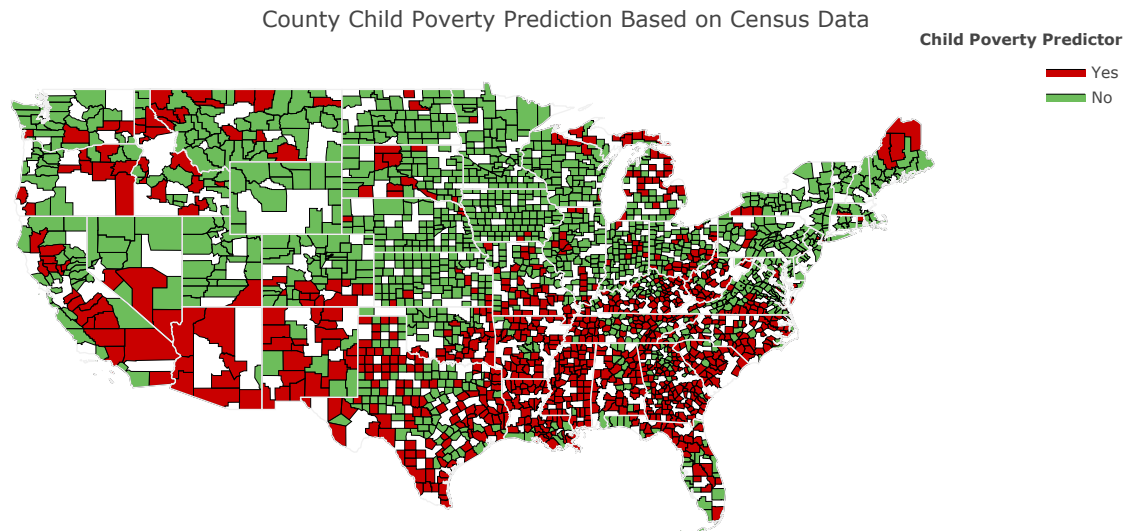 County Child Poverty Prediction Based on Census Data
Child Poverty Predictor
Yes
No